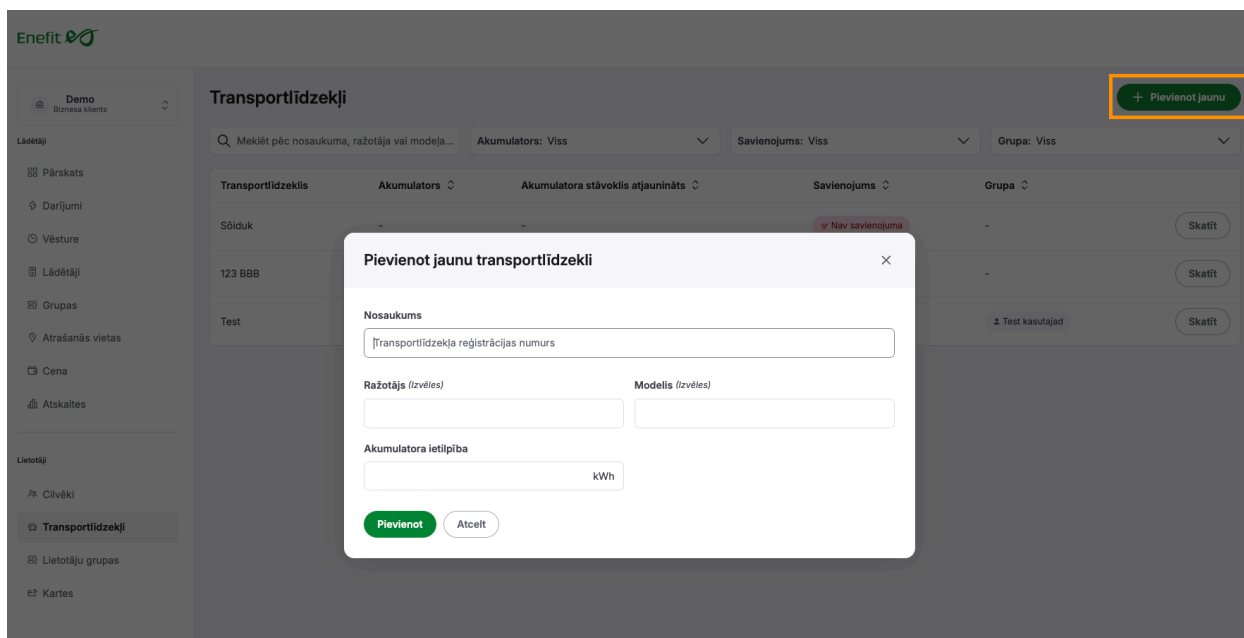 Enefit
Demo
Biznesa klients
Transportlīdzekļi
+ Pievienot jaunu
Lādētāji
Meklēt pēc nosaukuma, ražotāja vai modeļa...
Akumulators: Viss
Savienojums: Viss
Grupa: Viss
Pārskats
Transportlīdzeklis
Akumulators
Akumulatora stāvoklis atjaunināts
Savienojums
Grupa
Darījumi
Sõiduk
-
-
Nav savienojuma
-
Skatīt
Vēsture
Lādētāji
123 BBB
-
Skatīt
Grupas
Test
Test kasutajad
Skatīt
Atrašanās vietas
Cena
Atskaites
Lietotāji
Cilvēki
Transportlīdzekļi
Lietotāju grupas
Kartes
Pievienot jaunu transportlīdzekli
Nosaukums
Transportlīdzekļa reģistrācijas numurs
Ražotājs (Izvēles)
Modelis (Izvēles)
Akumulatora ietilpība
kWh
Pievienot
Atcelt